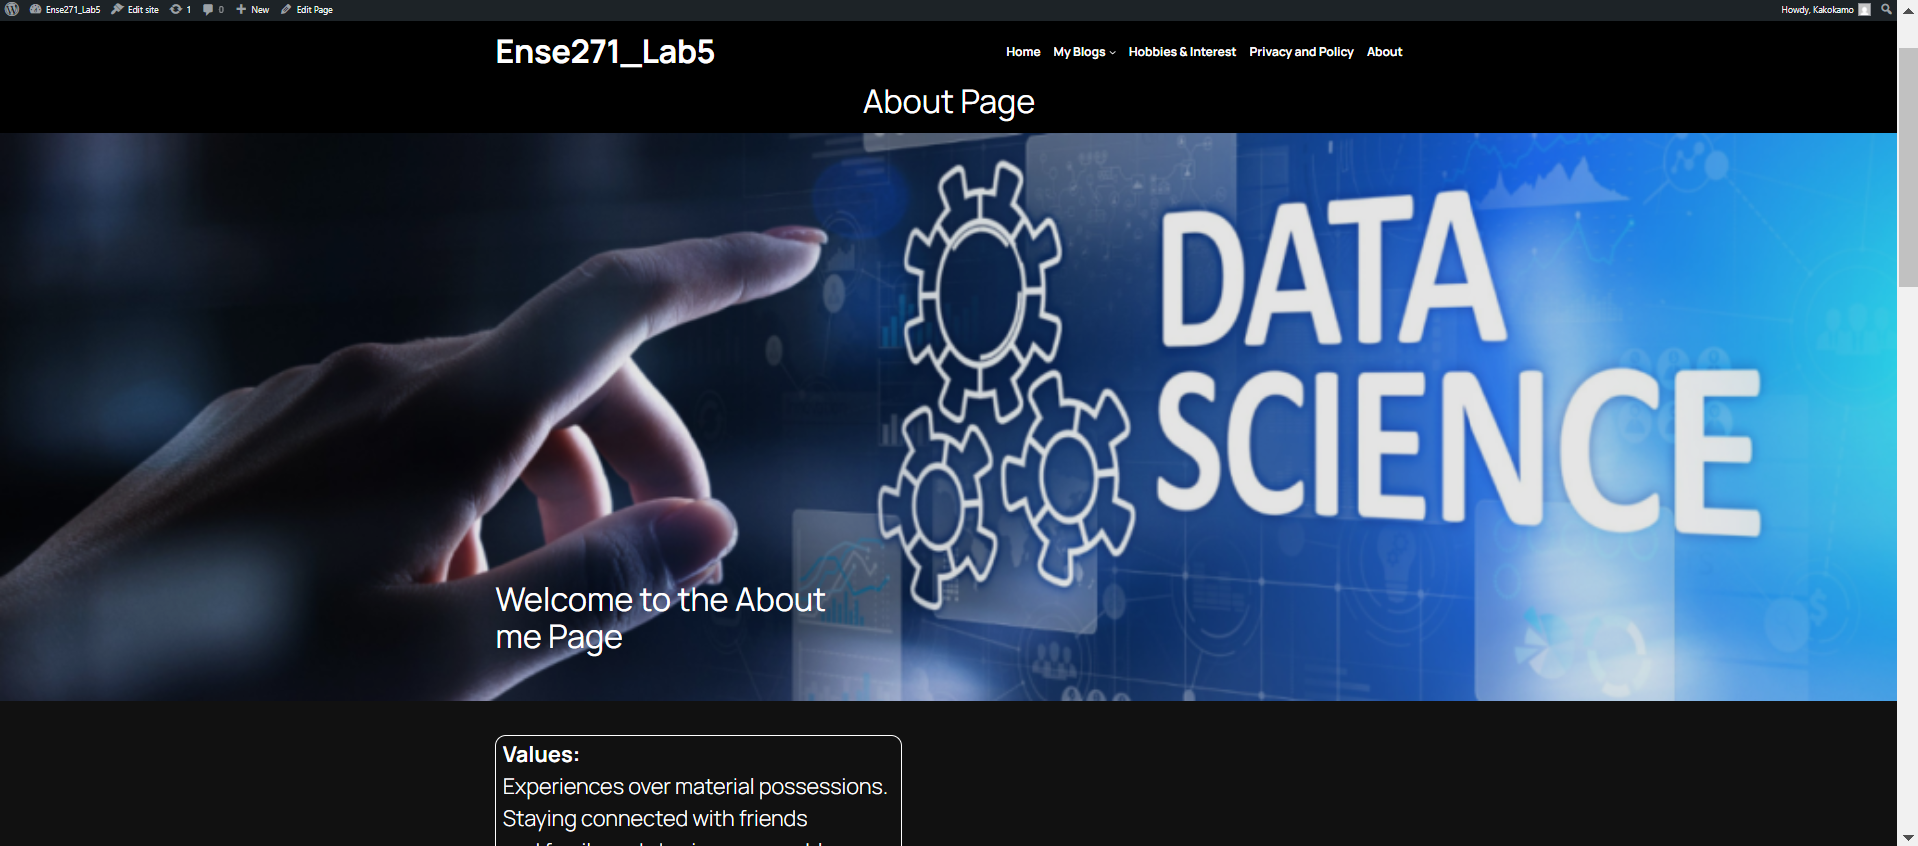 Ense271_Lab5 Edit site 1 0 New Edit Page Howdy, Kakokamo
Ense271_Lab5 Home My Blogs Hobbies & Interest Privacy and Policy About
About Page
DATA
SCIENCE
Welcome to the About
me Page
Values:
Experiences over material possessions.
Staying connected with friends